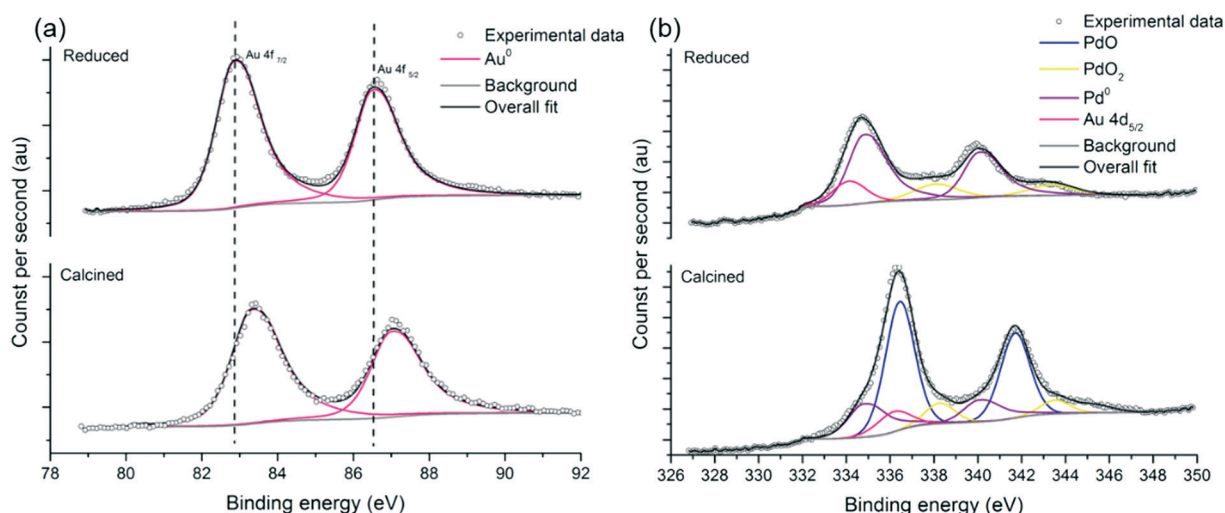 (a)
Reduced
Au 4f 7/2
Au 4f 5/2
Experimental data
Au⁰
Background
Overall fit
Calcined
Counst per second (au)
78 80 82 84 86 88 90 92
Binding energy (eV)
(b)
Reduced
Experimental data
PdO
PdO₂
Pd⁰
Au 4d₅/₂
Background
Overall fit
Calcined
Counst per second (au)
326 328 330 332 334 336 338 340 342 344 346 348 350
Binding energy (eV)